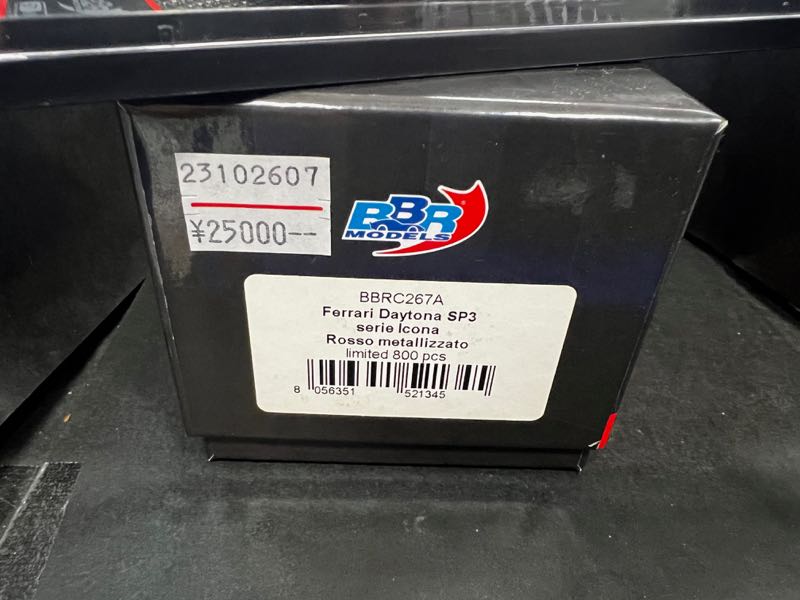 23102607
¥25000--
BBR
MODELS
BBRC267A
Ferrari Daytona SP3
serie Icona
Rosso metallizzato
limited 800 pcs
8 056351 521345